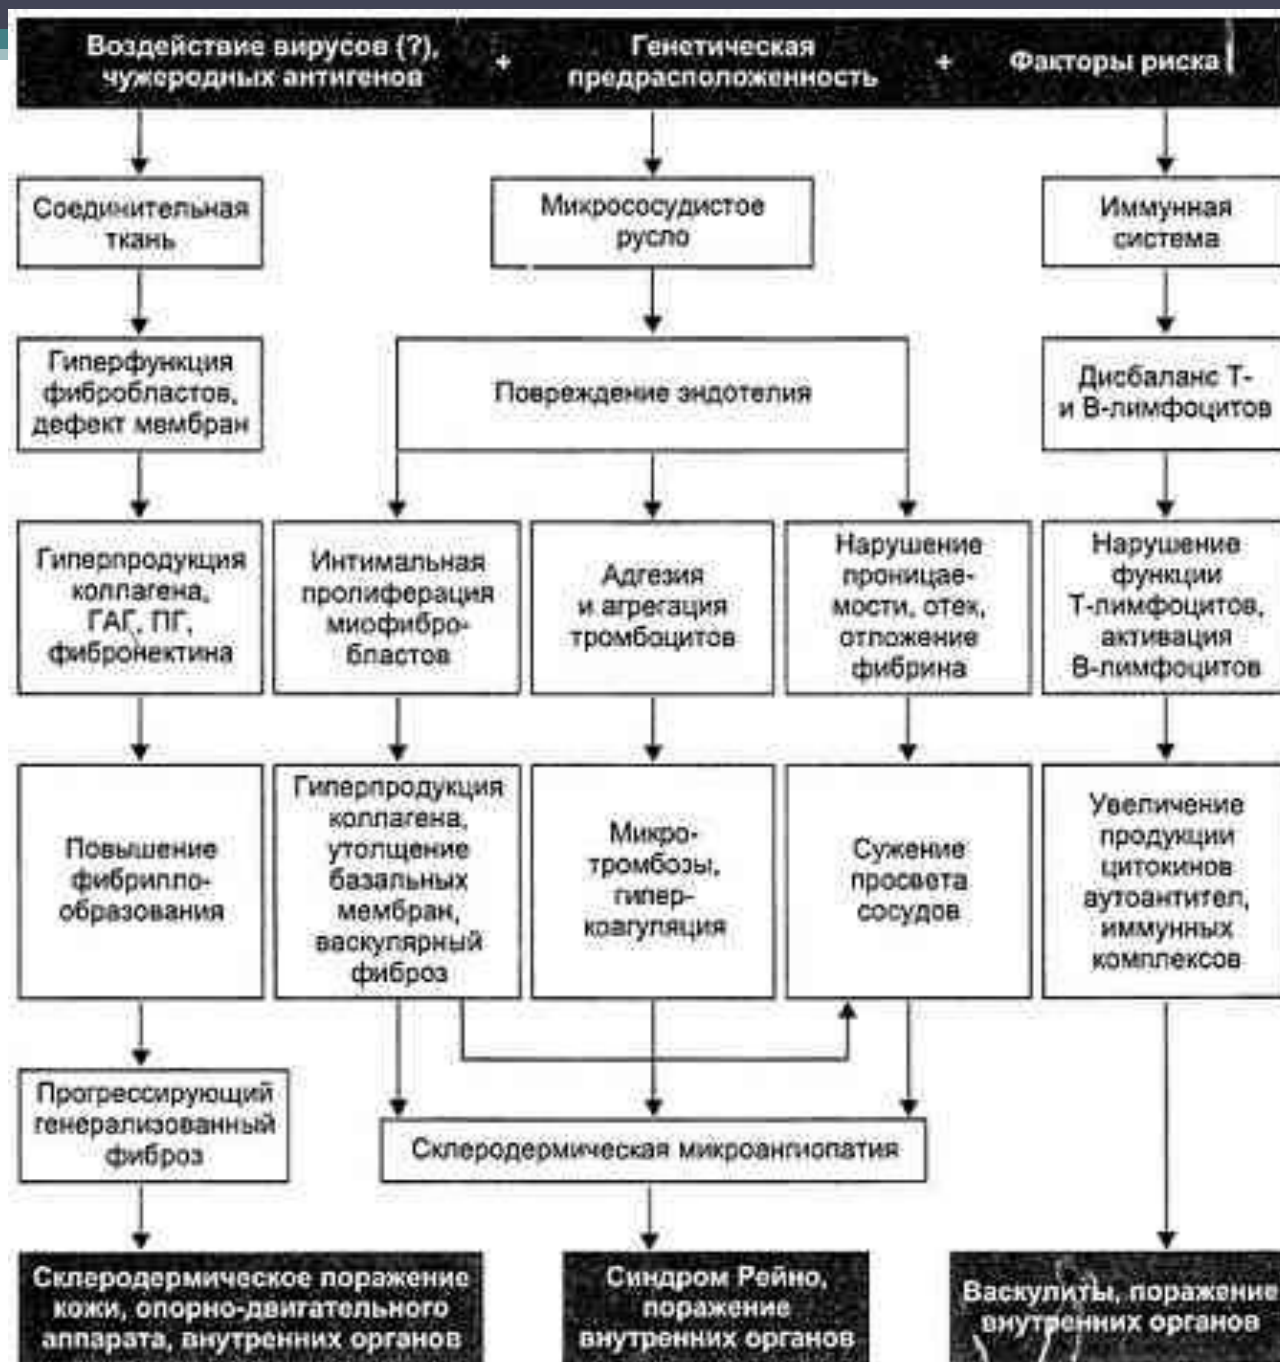 Воздействие вирусов (?),
чужеродных антигенов
+
Генетическая
предрасположенность
+
Факторы риска
Соединительная
ткань
Микрососудистое
русло
Иммунная
система
Гиперфункция
фибробластов,
дефект мембран
Повреждение эндотелия
Дисбаланс Т-
и В-лимфоцитов
Гиперпродукция
коллагена,
ГАГ, ПГ,
фибронектина
Интимальная
пролиферация
миофибро-
бластов
Адгезия
и агрегация
тромбоцитов
Нарушение
проницае-
мости, отек,
отложение
фибрина
Нарушение
функции
Т-лимфоцитов,
активация
В-лимфоцитов
Повышение
фибрилло-
образования
Гиперпродукция
коллагена,
утолщение
базальных
мембран,
васкулярный
фиброз
Микро-
тромбозы,
гипер-
коагуляция
Сужение
просвета
сосудов
Увеличение
продукции
цитокинов
аутоантител,
иммунных
комплексов
Прогрессирующий
генерализованный
фиброз
Склеродермическая микроангиопатия
Склеродермическое поражение
кожи, опорно-двигательного
аппарата, внутренних органов
Синдром Рейно,
поражение
внутренних органов
Васкулиты, поражение
внутренних органов